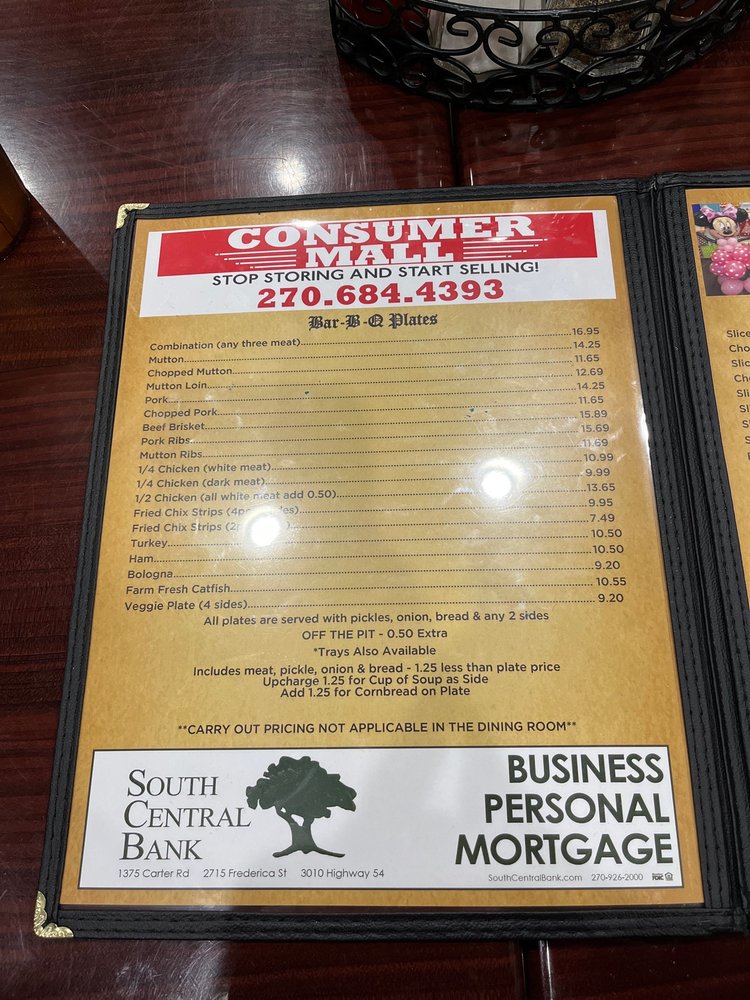 CONSUMER
MALL
STOP STORING AND START SELLING!
270.684.4393
Bar-B-Q Plates
Combination (any three meat)...16.95
Mutton...14.25
Chopped Mutton...11.65
Mutton Loin...12.69
Pork...14.25
Chopped Pork...11.65
Beef Brisket...15.89
Pork Ribs...15.69
Mutton Ribs...11.69
1/4 Chicken (white meat)...10.99
1/4 Chicken (dark meat)...9.99
1/2 Chicken (all white meat add 0.50)...13.65
Fried Chix Strips (4pc...9.95
Fried Chix Strips (2p...7.49
Turkey...10.50
Ham...10.50
Bologna...9.20
Farm Fresh Catfish...10.55
Veggie Plate (4 sides)...9.20
All plates are served with pickles, onion, bread & any 2 sides
OFF THE PIT - 0.50 Extra
*Trays Also Available
Includes meat, pickle, onion & bread - 1.25 less than plate price
Upcharge 1.25 for Cup of Soup as Side
Add 1.25 for Cornbread on Plate
**CARRY OUT PRICING NOT APPLICABLE IN THE DINING ROOM**
SOUTH
CENTRAL
BANK
1375 Carter Rd 2715 Frederica St 3010 Highway 54
BUSINESS
PERSONAL
MORTGAGE
SouthCentralBank.com 270-926-2000 FDIC